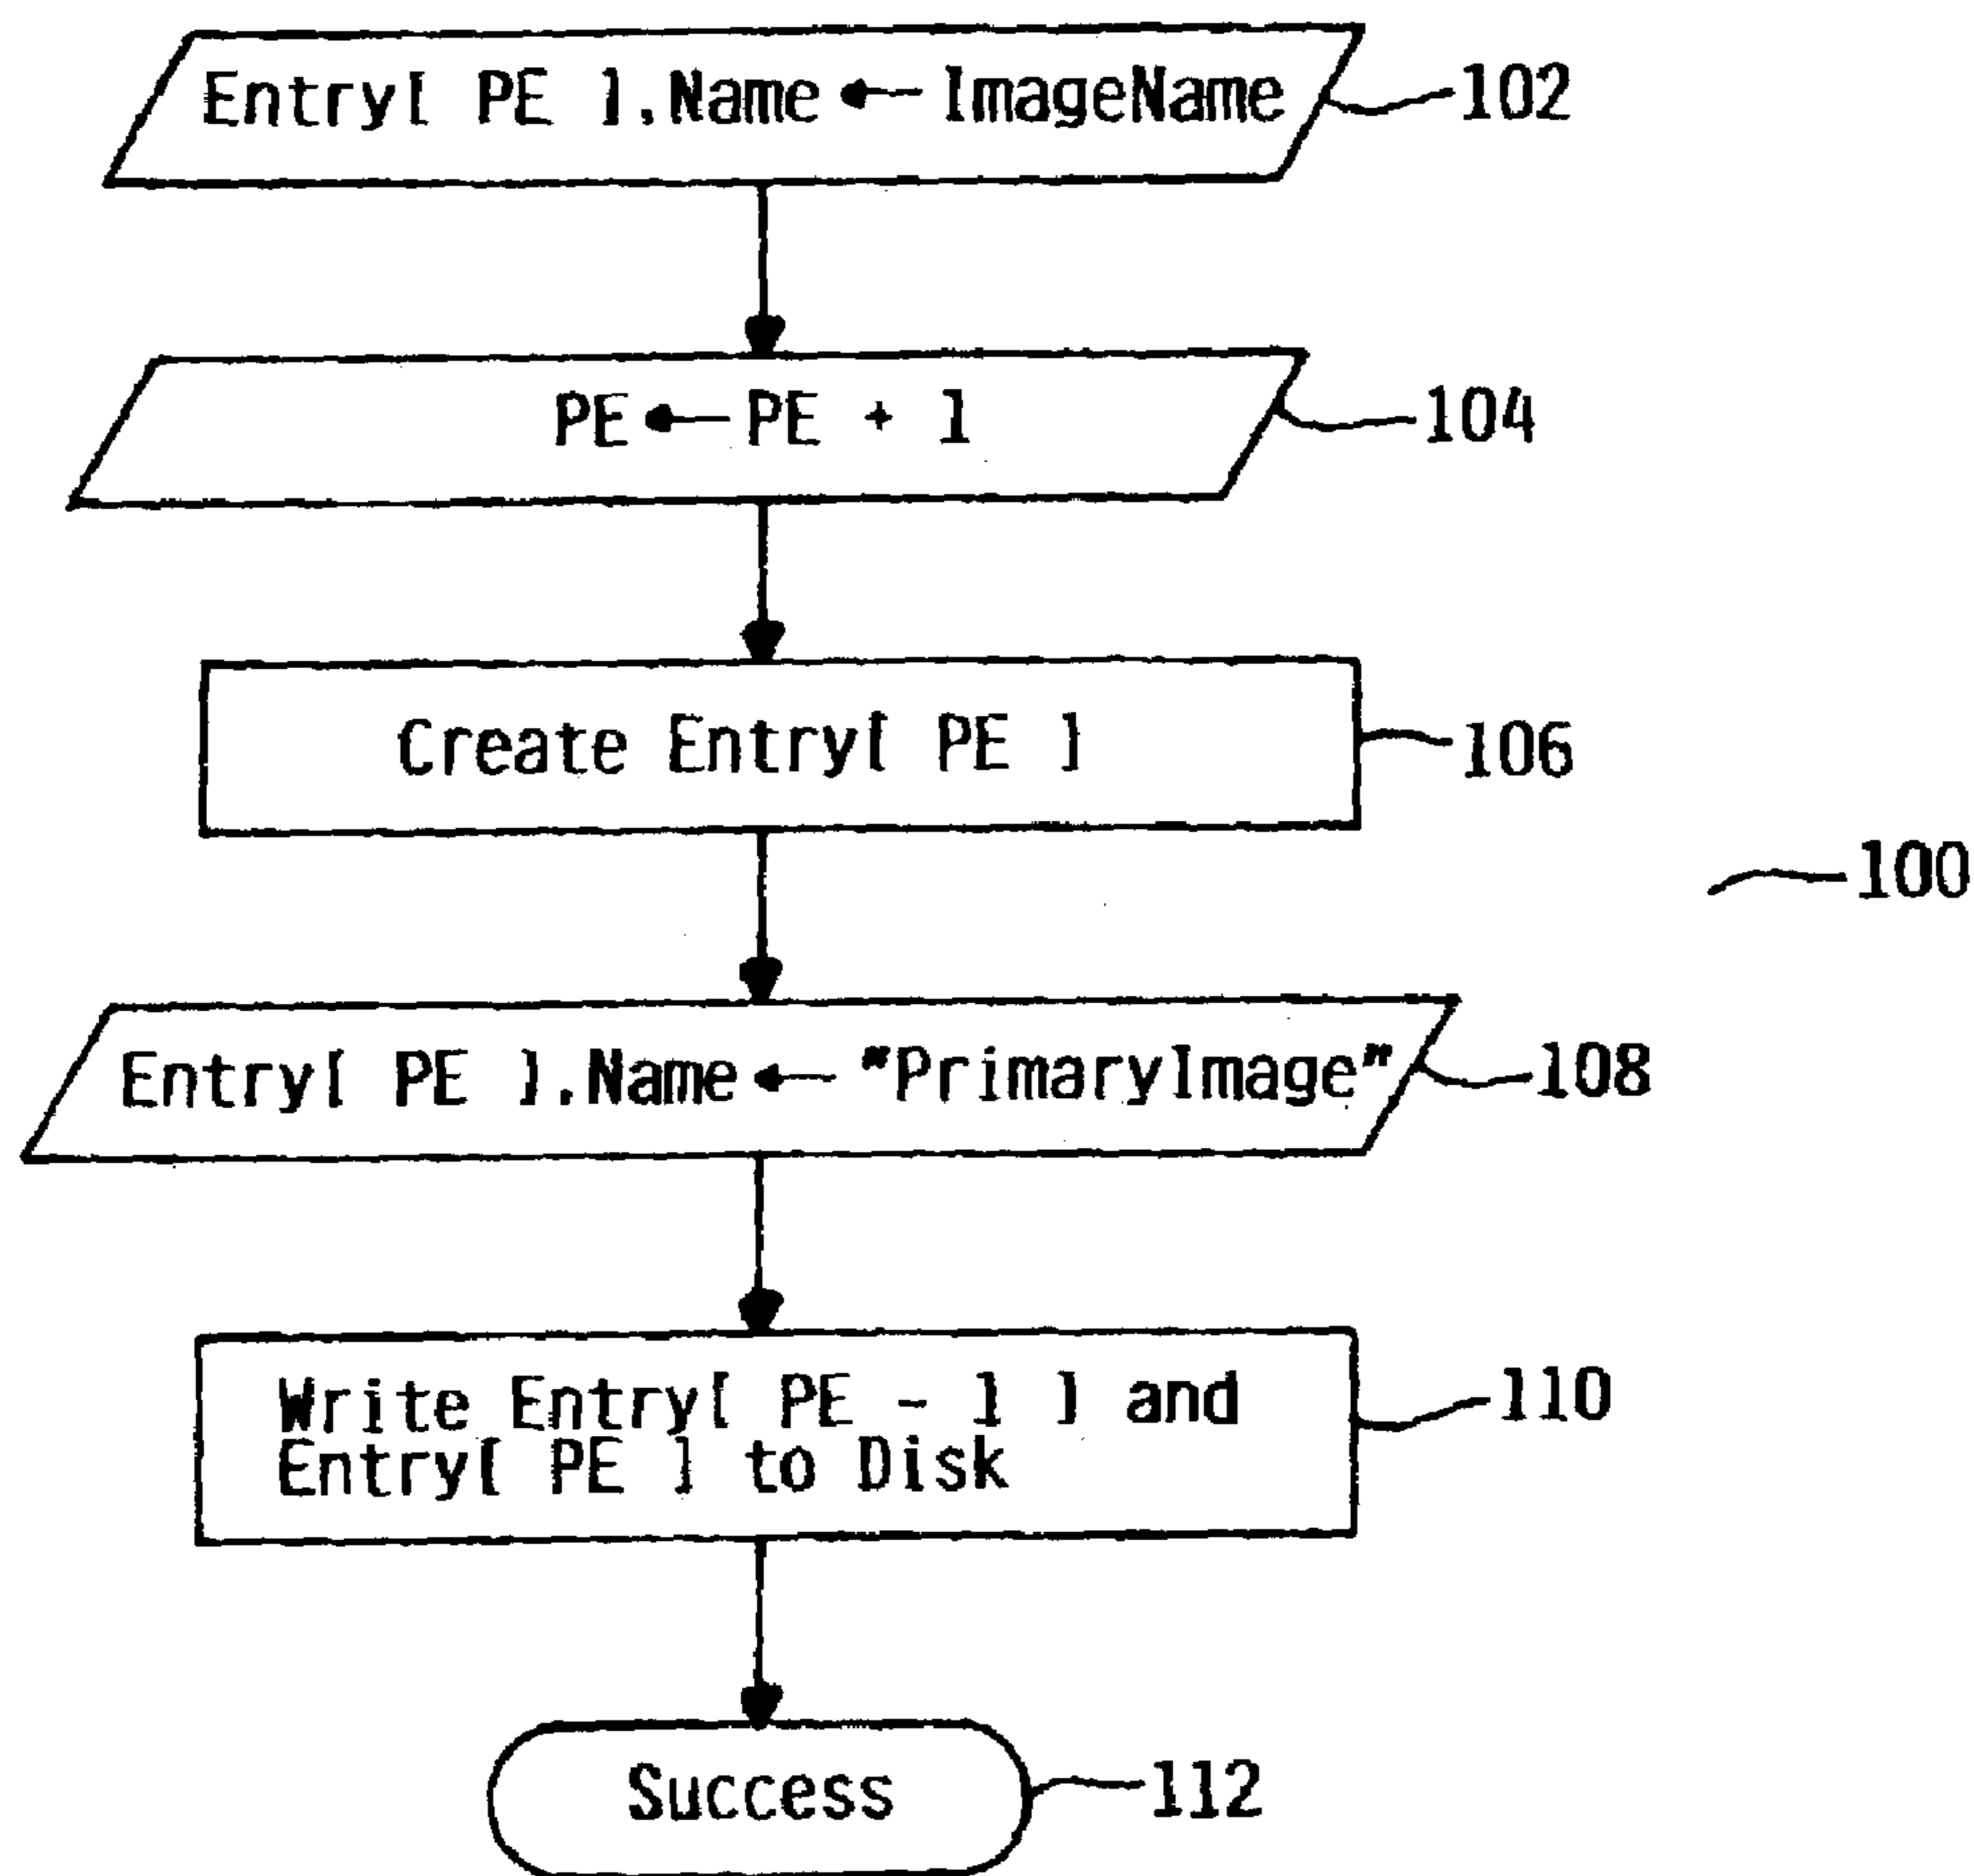 Entry[ PE ].Name ← ImageName 102
PE ← PE + 1 104
Create Entry[ PE ] 106
100
Entry[ PE ].Name ← "PrimaryImage" 108
Write Entry[ PE - 1 ] and 110
Entry[ PE ] to Disk
Success 112